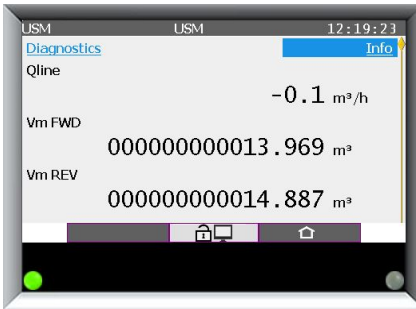 USM USM 12:19:23
Diagnostics Info
Qline
-0.1 m³/h
Vm FWD
000000000013.969 m³
Vm REV
000000000014.887 m³